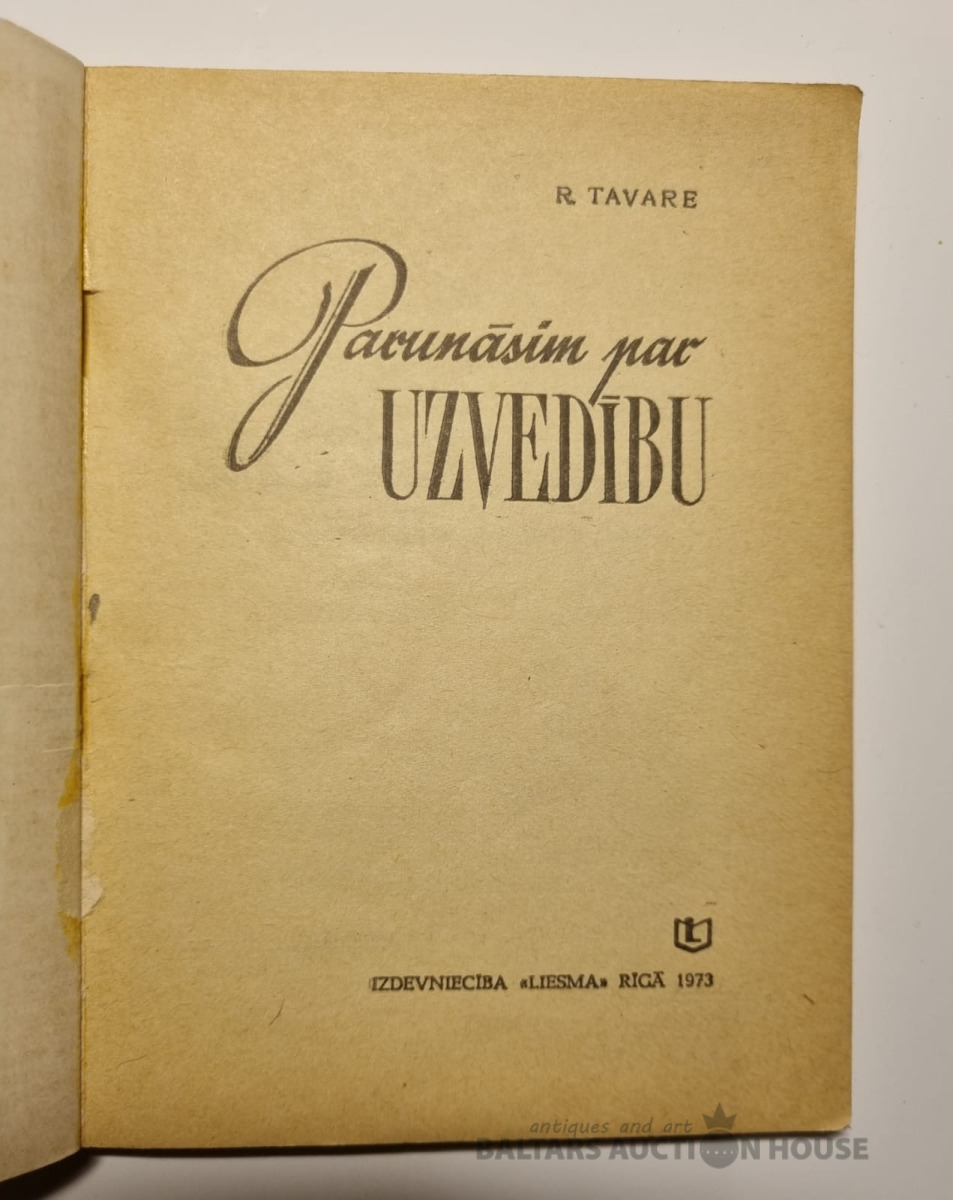 R. TAVARE
Parunāsim par
UZVEDĪBU
L
IZDEVNIECĪBA «LIESMA» RĪGĀ 1973
antiques and art
BALTARS AUCTION HOUSE